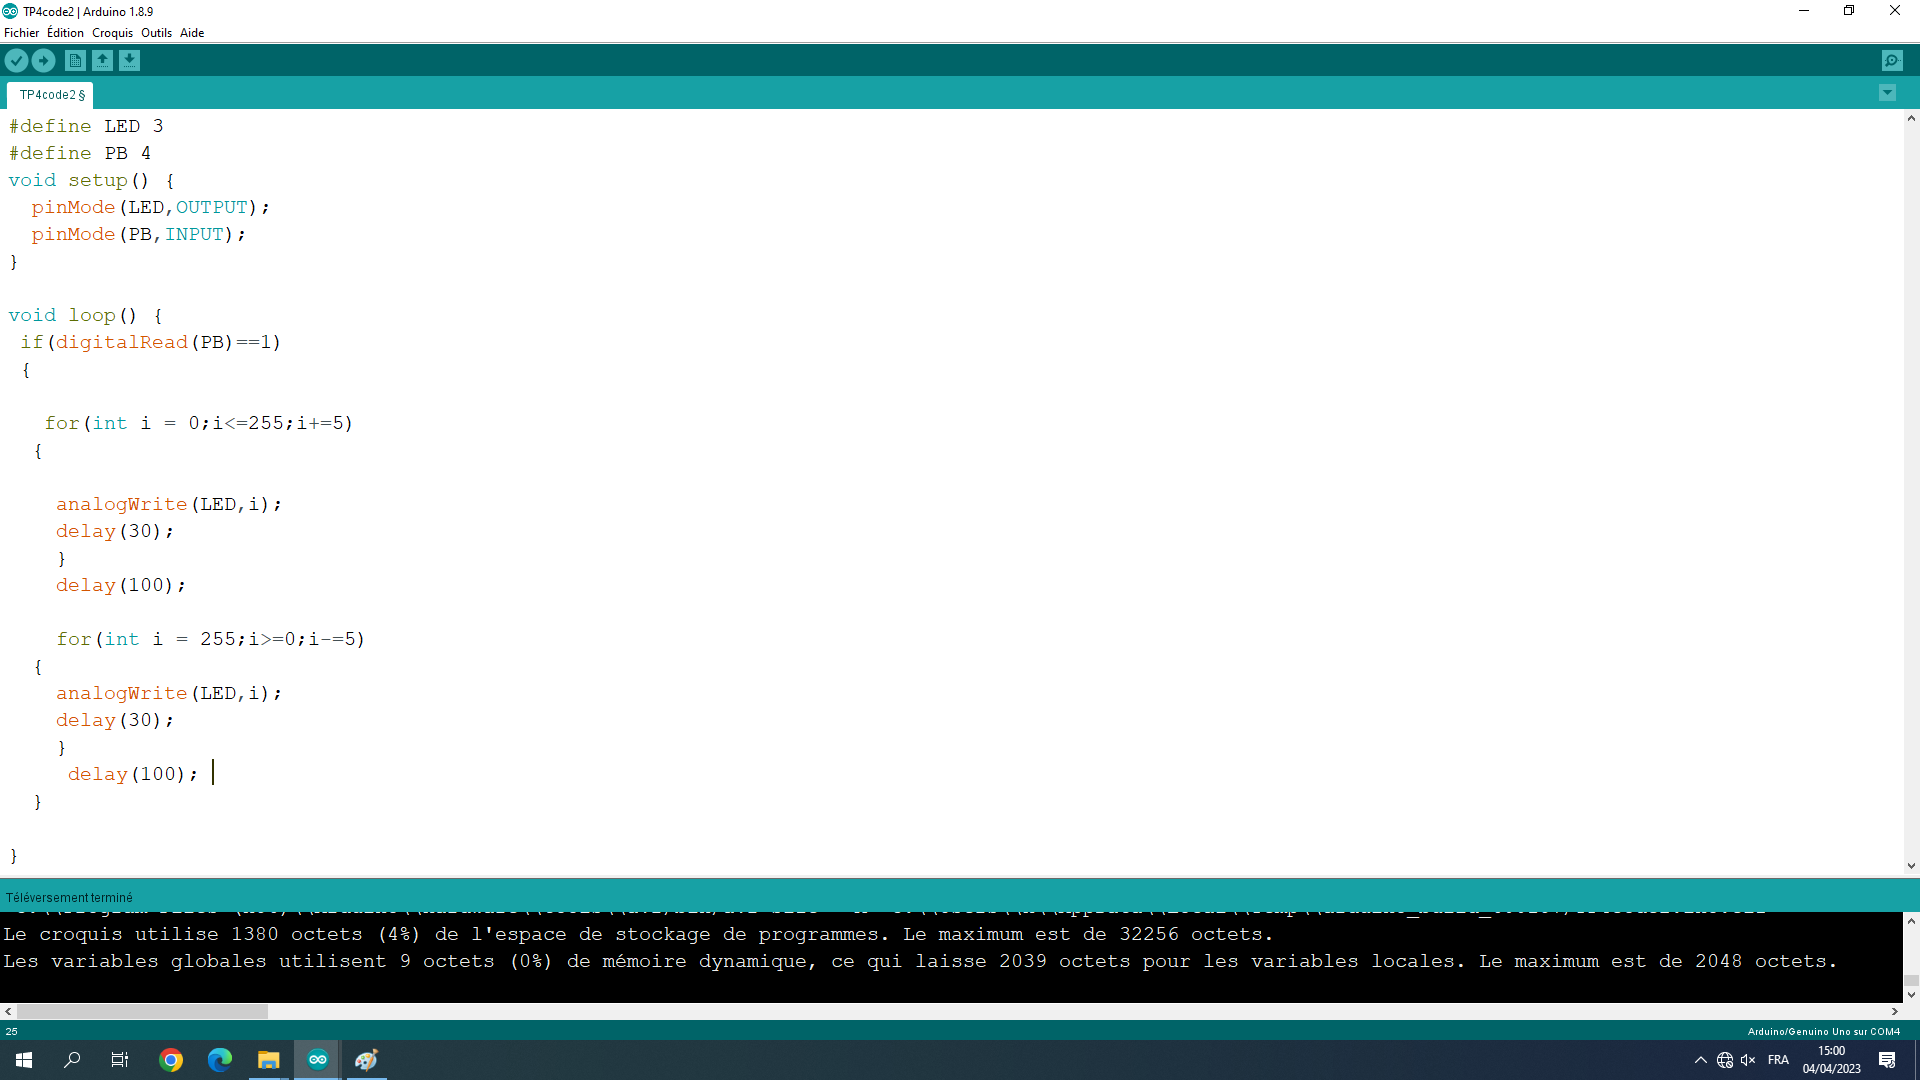 TP4code2 | Arduino 1.8.9
Fichier Édition Croquis Outils Aide
TP4code2 §
#define LED 3
#define PB 4
void setup() {
  pinMode(LED,OUTPUT);
  pinMode(PB,INPUT);
}
void loop() {
 if(digitalRead(PB)==1)
 {
   for(int i = 0;i<=255;i+=5)
  {
    analogWrite(LED,i);
    delay(30);
    }
    delay(100);
    for(int i = 255;i>=0;i-=5)
  {
    analogWrite(LED,i);
    delay(30);
    }
     delay(100);
  }
}
Téléversement terminé
Le croquis utilise 1380 octets (4%) de l'espace de stockage de programmes. Le maximum est de 32256 octets.
Les variables globales utilisent 9 octets (0%) de mémoire dynamique, ce qui laisse 2039 octets pour les variables locales. Le maximum est de 2048 octets.
25
Arduino/Genuino Uno sur COM4
FRA
15:00
04/04/2023